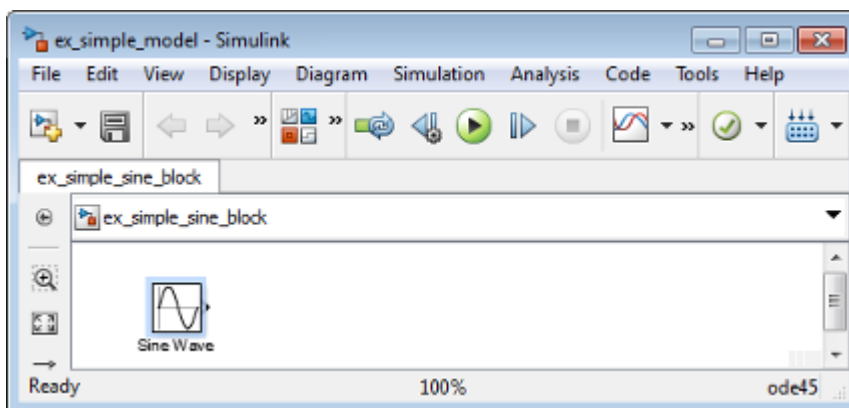 ex_simple_model - Simulink
File Edit View Display Diagram Simulation Analysis Code Tools Help
» » »
ex_simple_sine_block
ex_simple_sine_block
Sine Wave
Ready 100% ode45